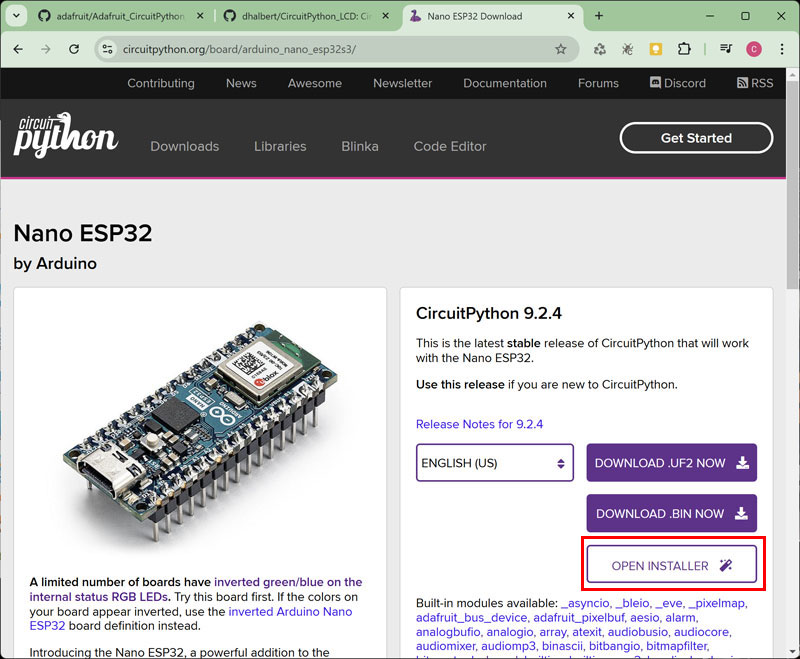 adafruit/Adafruit_CircuitPython
dhalbert/CircuitPython_LCD: Ci
Nano ESP32 Download
circuitpython.org/board/arduino_nano_esp32s3/
C
Contributing
News
Awesome
Newsletter
Documentation
Forums
Discord
RSS
circuit
python
Downloads
Libraries
Blinka
Code Editor
Get Started
Nano ESP32
by Arduino
A limited number of boards have inverted green/blue on the
internal status RGB LEDs. Try this board first. If the colors on
your board appear inverted, use the inverted Arduino Nano
ESP32 board definition instead.
Introducing the Nano ESP32, a powerful addition to the
CircuitPython 9.2.4
This is the latest stable release of CircuitPython that will work
with the Nano ESP32.
Use this release if you are new to CircuitPython.
Release Notes for 9.2.4
ENGLISH (US)
DOWNLOAD .UF2 NOW
DOWNLOAD .BIN NOW
OPEN INSTALLER
Built-in modules available: _asyncio, _bleio, _eve, _pixelmap,
adafruit_bus_device, adafruit_pixelbuf, aesio, alarm,
analogbufio, analogio, array, atexit, audiobusio, audiocore,
audiomixer, audiomp3, binascii, bitbangio, bitmapfilter,